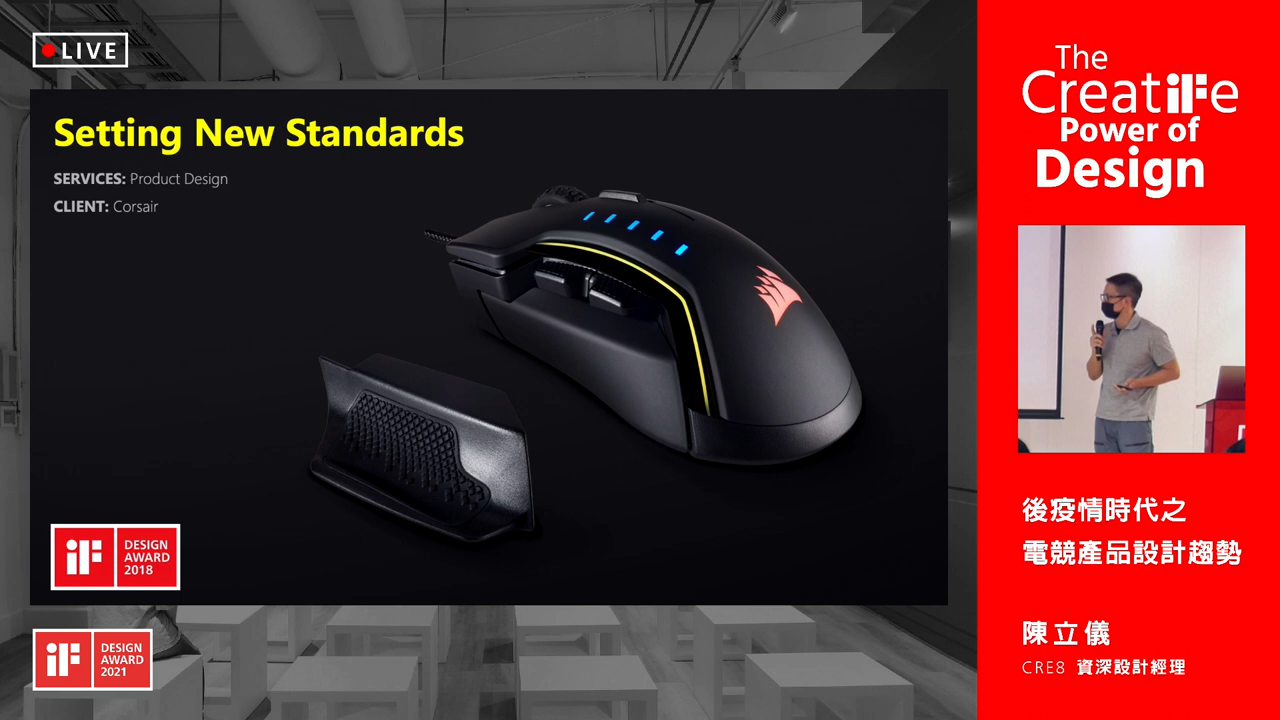 LIVE
Setting New Standards
SERVICES: Product Design
CLIENT: Corsair
iF
DESIGN
AWARD
2018
iF
DESIGN
AWARD
2021
The
CreatiFe
Power of
Design
後疫情時代之
電競產品設計趨勢
陳立儀
CRE8 資深設計經理